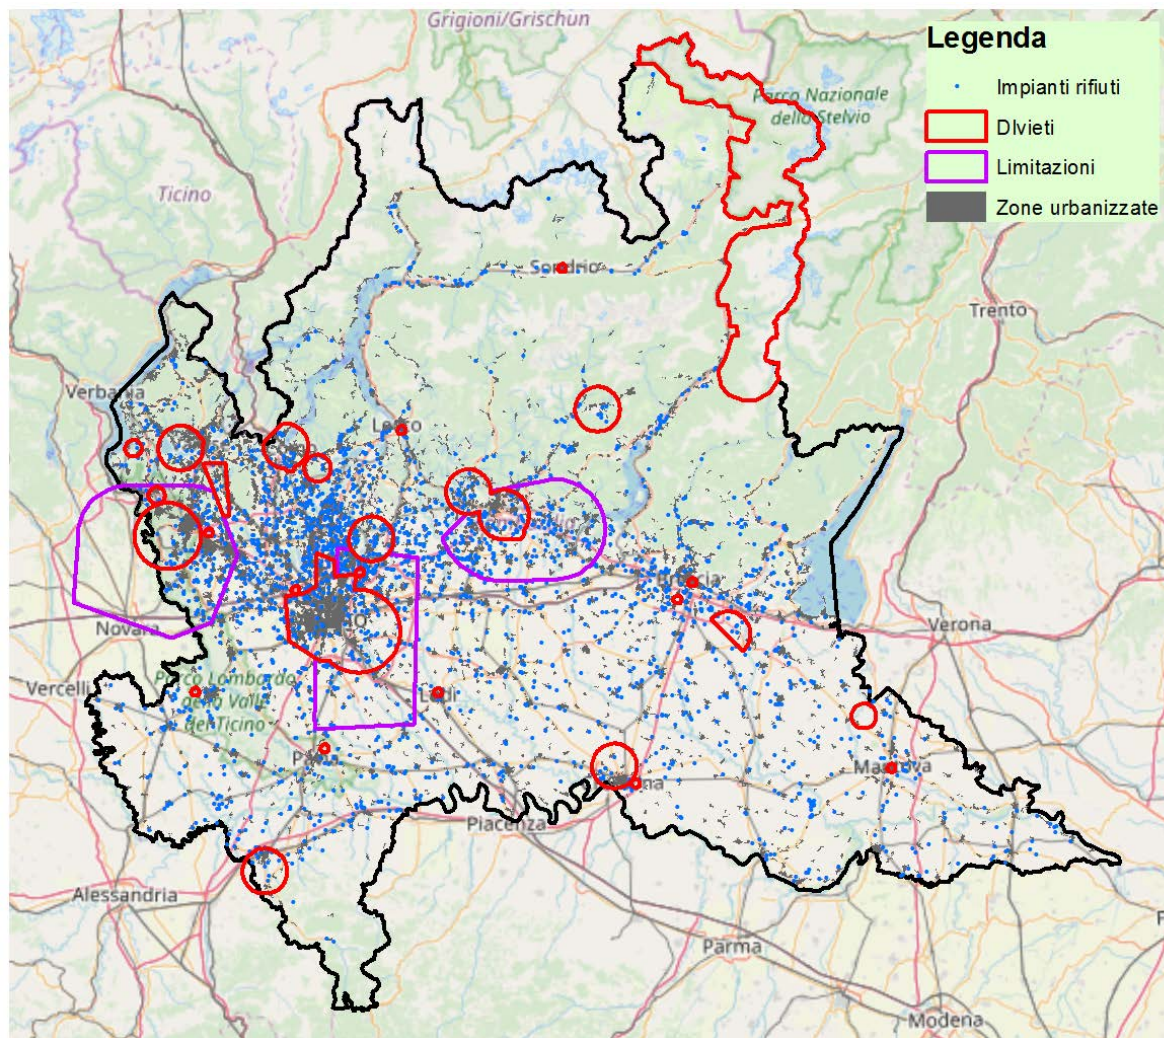 Grigioni/Grischun
Legenda
Impianti rifiuti
DIvieti
Limitazioni
Zone urbanizzate
Parco Nazionale
dello Stelvio
Ticino
Sondrio
Trento
Verbania
Lecco
Brescia
Novara
Verona
Vercelli
Parco Lombardo
della Valle
del Ticino
Lodi
Mantova
Piacenza
Alessandria
Parma
Modena